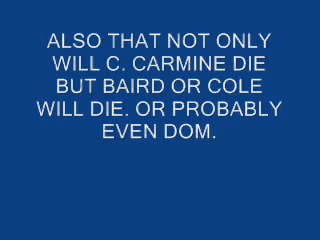 ALSO THAT NOT ONLY
WILL C. CARMINE DIE
BUT BAIRD OR COLE
WILL DIE. OR PROBABLY
EVEN DOM.